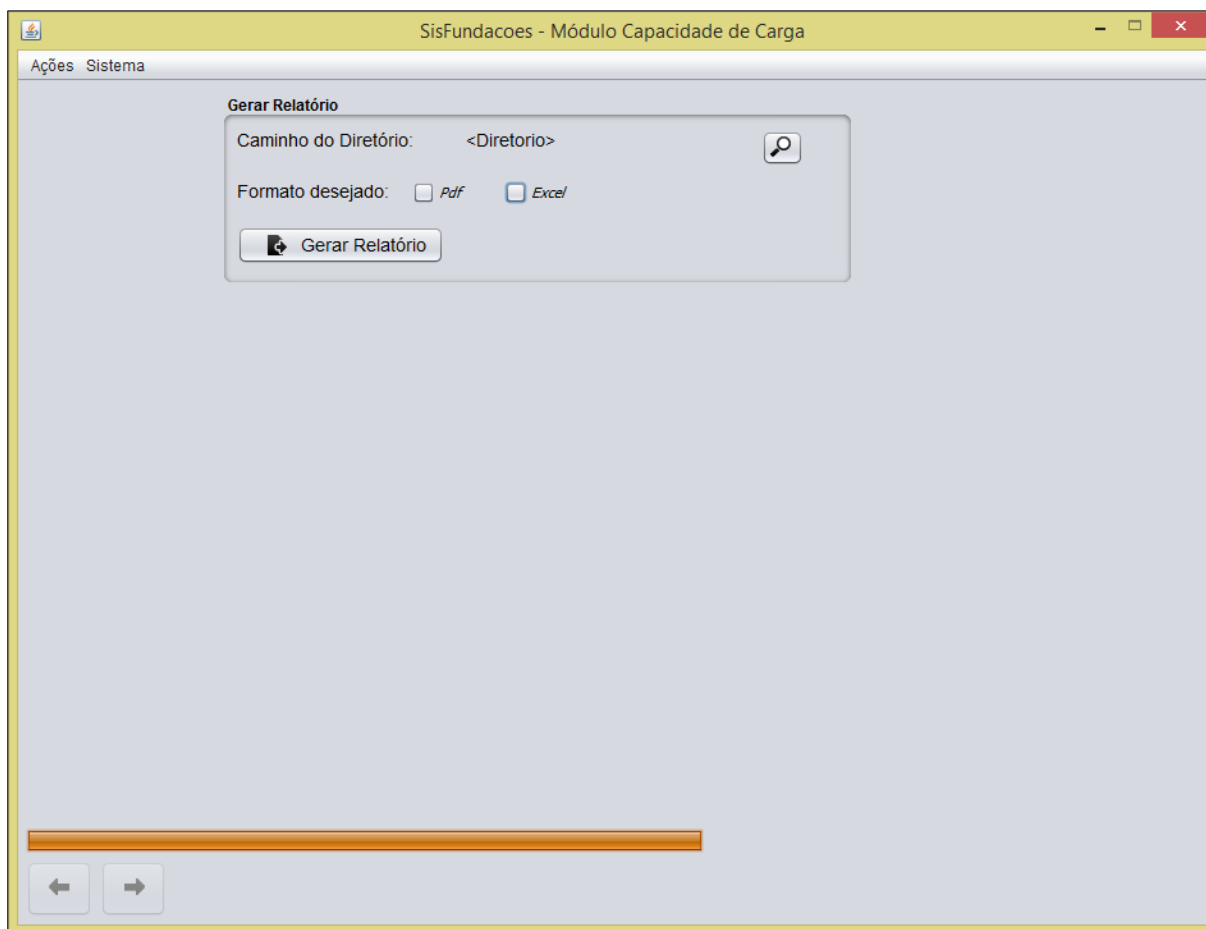 SisFundacoes - Módulo Capacidade de Carga
Ações Sistema
Gerar Relatório
Caminho do Diretório: <Diretorio>
Formato desejado: Pdf Excel
Gerar Relatório